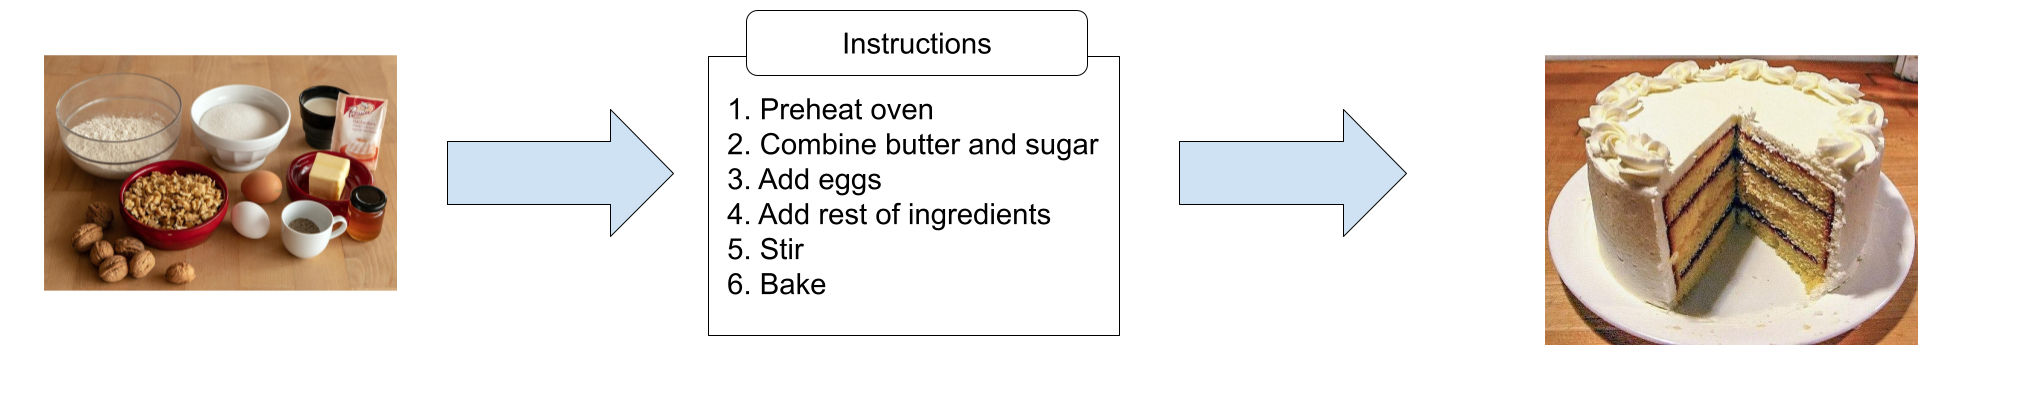 Instructions
1. Preheat oven
2. Combine butter and sugar
3. Add eggs
4. Add rest of ingredients
5. Stir
6. Bake